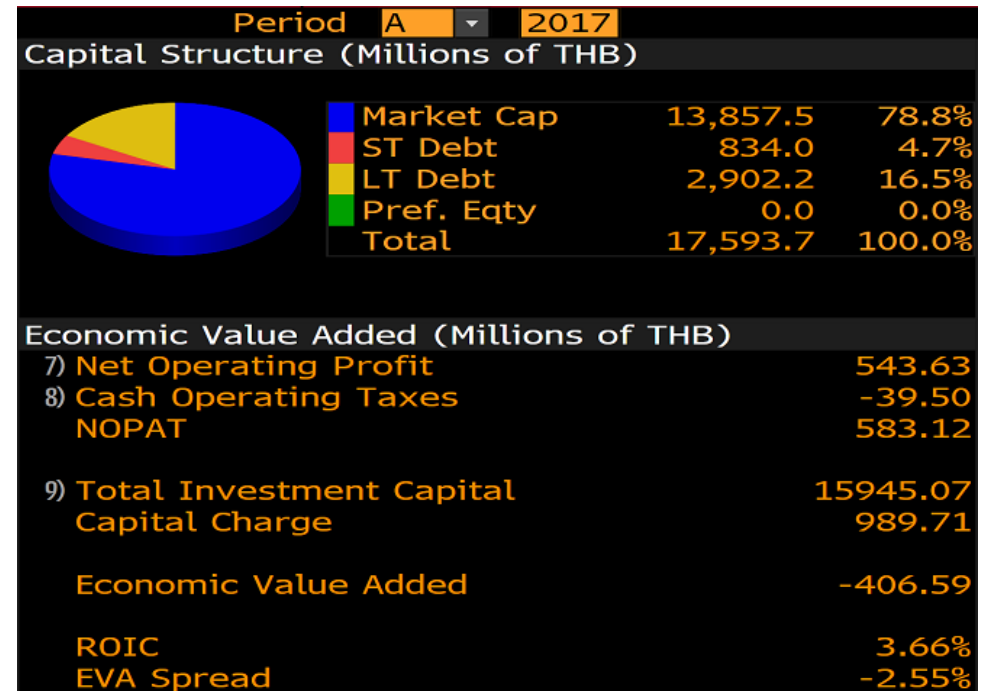 Period A 2017
Capital Structure (Millions of THB)
Market Cap 13,857.5 78.8%
ST Debt 834.0 4.7%
LT Debt 2,902.2 16.5%
Pref. Eqty 0.0 0.0%
Total 17,593.7 100.0%
Economic Value Added (Millions of THB)
7) Net Operating Profit 543.63
8) Cash Operating Taxes -39.50
NOPAT 583.12
9) Total Investment Capital 15945.07
Capital Charge 989.71
Economic Value Added -406.59
ROIC 3.66%
EVA Spread -2.55%